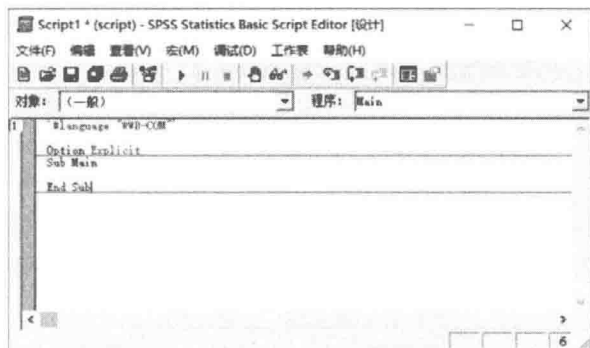 Script1 * (script) - SPSS Statistics Basic Script Editor [设计]
文件(F) 编辑 查看(V) 宏(M) 调试(D) 工作表 帮助(H)
对象: (一般) 程序: Main
1 '#language "WWB-COM"
Option Explicit
Sub Main
End Sub
6